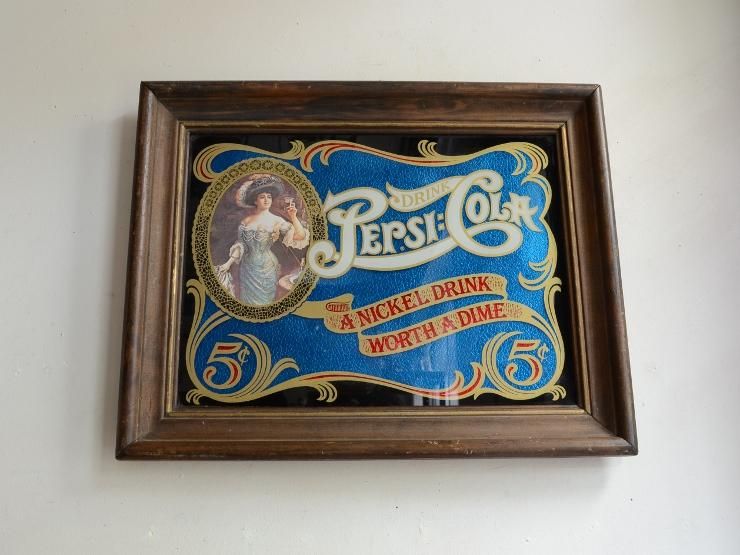 DRINK
PEPSI:COLA
A NICKEL DRINK
WORTH A DIME
5¢
5¢